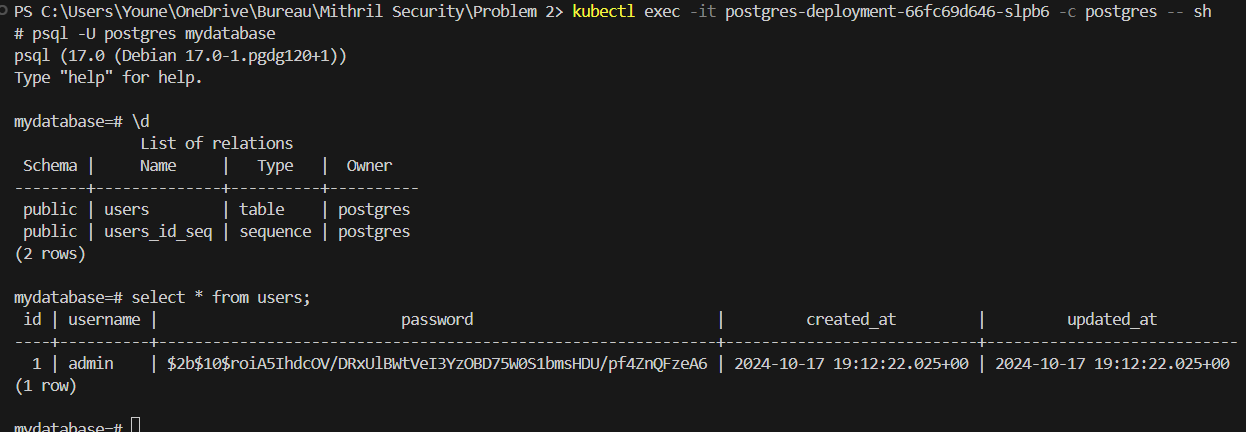 PS C:\Users\Youne\OneDrive\Bureau\Mithril Security\Problem 2> kubectl exec -it postgres-deployment-66fc69d646-slpb6 -c postgres -- sh
# psql -U postgres mydatabase
psql (17.0 (Debian 17.0-1.pgdg120+1))
Type "help" for help.

mydatabase=# \d
              List of relations
 Schema |     Name     |   Type   |  Owner
--------+--------------+----------+----------
 public | users        | table    | postgres
 public | users_id_seq | sequence | postgres
(2 rows)

mydatabase=# select * from users;
 id | username |                           password                           |         created_at         |         updated_at
----+----------+--------------------------------------------------------------+----------------------------+----------------------------
  1 | admin    | $2b$10$roiA5IhdcOV/DRxUlBWtVeI3YzOBD75W0S1bmsHDU/pf4ZnQFzeA6 | 2024-10-17 19:12:22.025+00 | 2024-10-17 19:12:22.025+00
(1 row)

mydatabase=#